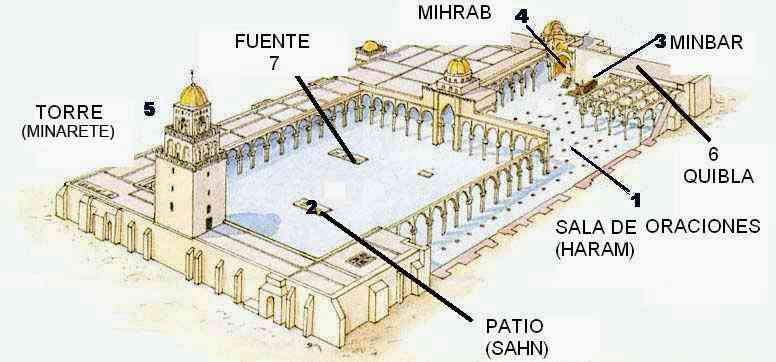 MIHRAB
4
FUENTE
7
3 MINBAR
TORRE
(MINARETE)
5
6
QUIBLA
2
1
SALA DE ORACIONES
(HARAM)
PATIO
(SAHN)